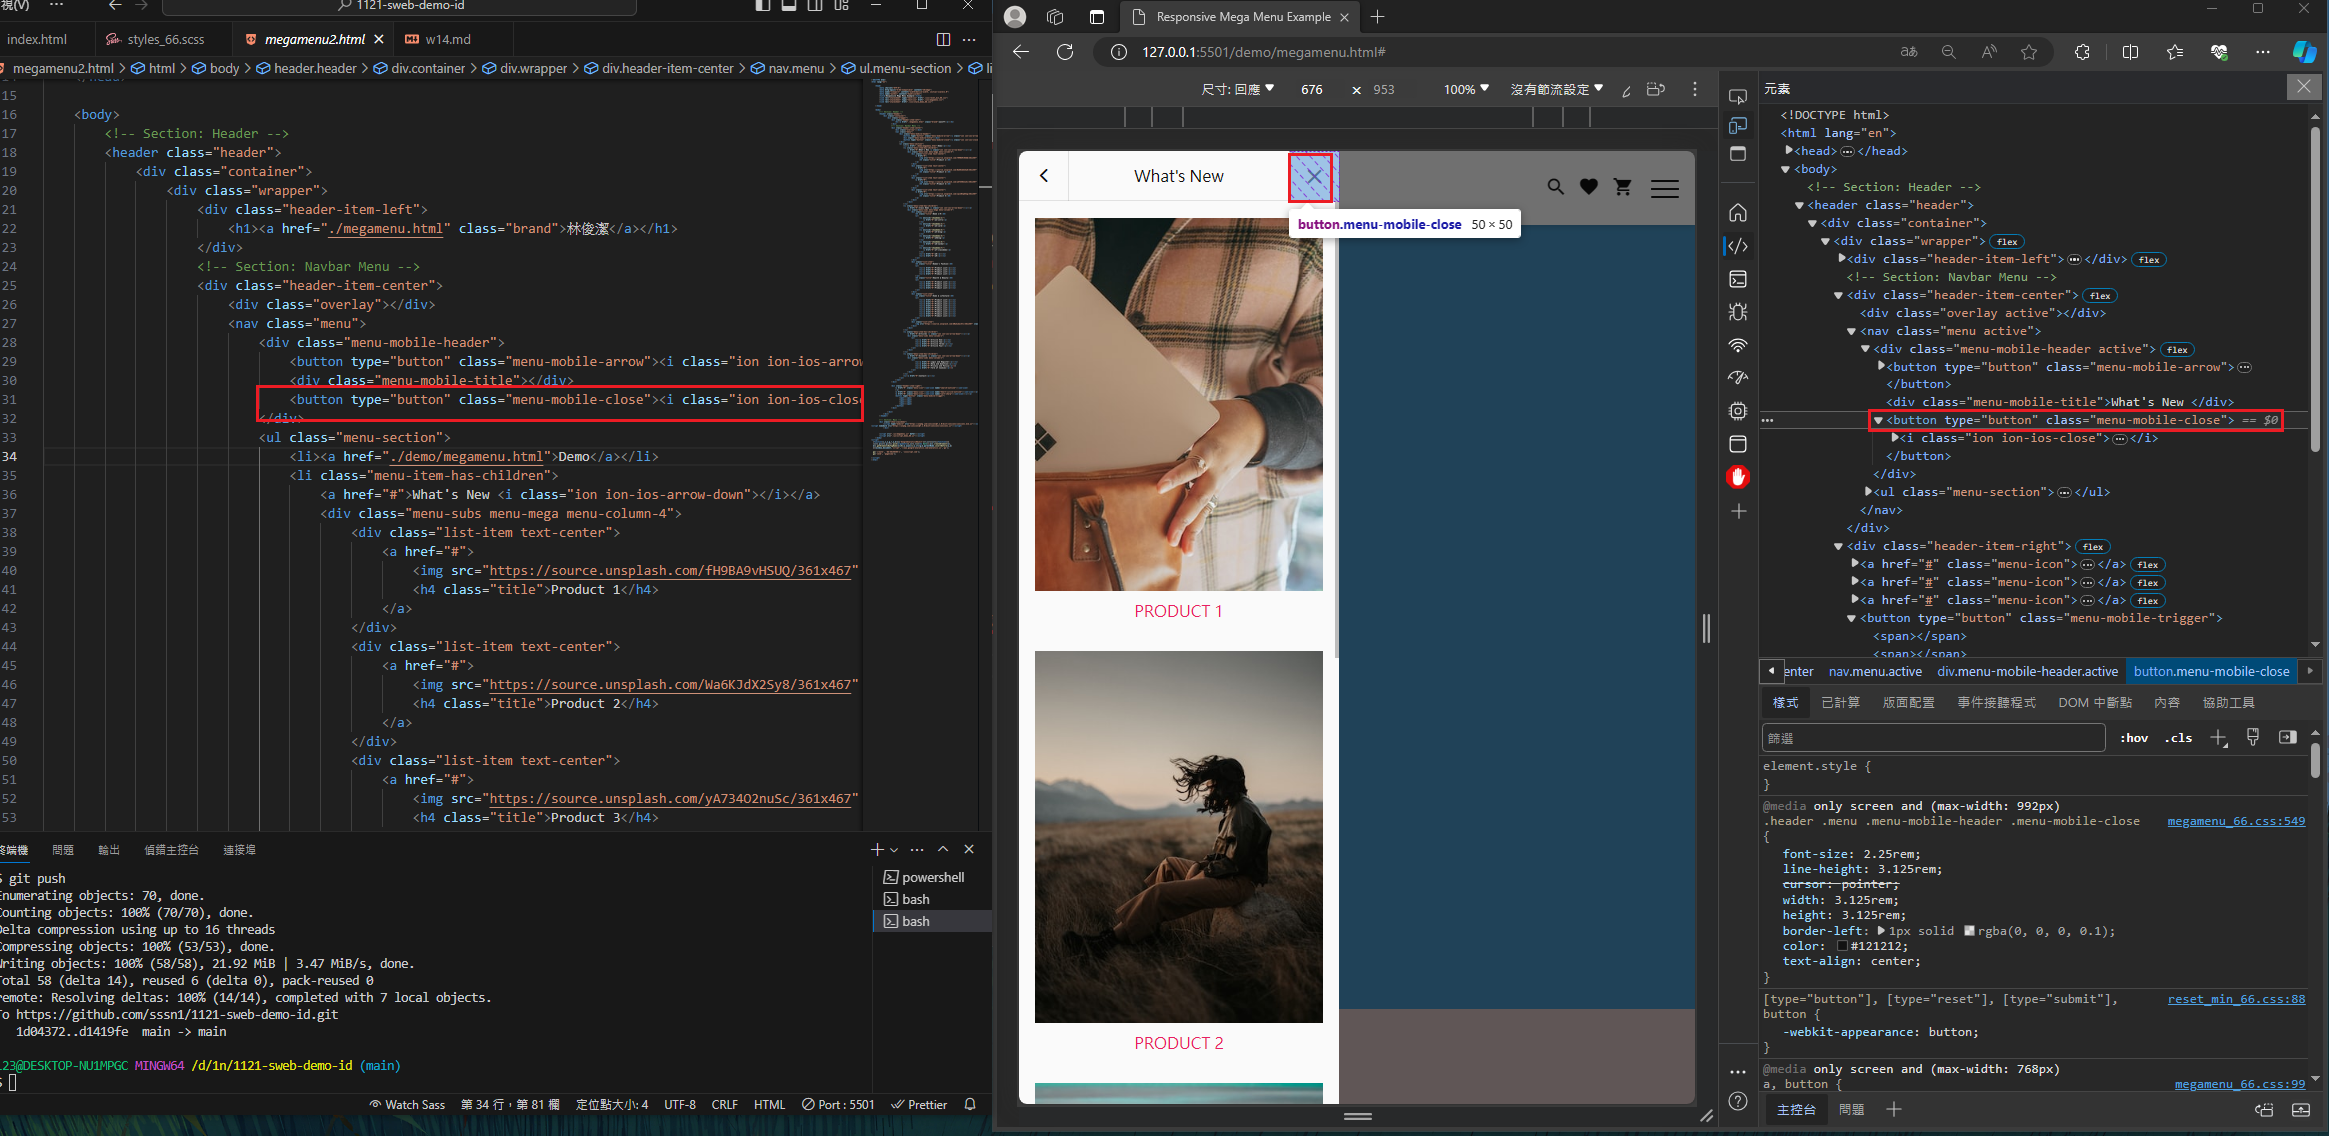 視(V) ··· 1121-sweb-demo-id
index.html styles_66.scss megamenu2.html w14.md
megamenu2.html > html > body > header.header > div.container > div.wrapper > div.header-item-center > nav.menu > ul.menu-section > li
15
16 <body>
17 <!-- Section: Header -->
18 <header class="header">
19 <div class="container">
20 <div class="wrapper">
21 <div class="header-item-left">
22 <h1><a href="./megamenu.html" class="brand">林俊潔</a></h1>
23 </div>
24 <!-- Section: Navbar Menu -->
25 <div class="header-item-center">
26 <div class="overlay"></div>
27 <nav class="menu">
28 <div class="menu-mobile-header">
29 <button type="button" class="menu-mobile-arrow"><i class="ion ion-ios-arrow
30 <div class="menu-mobile-title"></div>
31 <button type="button" class="menu-mobile-close"><i class="ion ion-ios-close
32 </div>
33 <ul class="menu-section">
34 <li><a href="./demo/megamenu.html">Demo</a></li>
35 <li class="menu-item-has-children">
36 <a href="#">What's New <i class="ion ion-ios-arrow-down"></i></a>
37 <div class="menu-subs menu-mega menu-column-4">
38 <div class="list-item text-center">
39 <a href="#">
40 <img src="https://source.unsplash.com/fH9BA9vHSUQ/361x467"
41 <h4 class="title">Product 1</h4>
42 </a>
43 </div>
44 <div class="list-item text-center">
45 <a href="#">
46 <img src="https://source.unsplash.com/Wa6KJdX2Sy8/361x467"
47 <h4 class="title">Product 2</h4>
48 </a>
49 </div>
50 <div class="list-item text-center">
51 <a href="#">
52 <img src="https://source.unsplash.com/yA734O2nuSc/361x467"
53 <h4 class="title">Product 3</h4>
終端機 問題 輸出 偵錯主控台 連接埠
$ git push
Enumerating objects: 70, done.
Counting objects: 100% (70/70), done.
Delta compression using up to 16 threads
Compressing objects: 100% (53/53), done.
Writing objects: 100% (58/58), 21.92 MiB | 3.47 MiB/s, done.
Total 58 (delta 14), reused 6 (delta 0), pack-reused 0
remote: Resolving deltas: 100% (14/14), completed with 7 local objects.
To https://github.com/sssn1/1121-sweb-demo-id.git
1d04372..d1419fe main -> main
123@DESKTOP-NU1MPGC MINGW64 /d/1n/1121-sweb-demo-id (main)
$
powershell
bash
bash
Watch Sass 第 34 行，第 81 欄 定位點大小: 4 UTF-8 CRLF HTML Port : 5501 Prettier
Responsive Mega Menu Example
127.0.0.1:5501/demo/megamenu.html#
尺寸: 回應 676 × 953 100% 沒有節流設定
What's New
button.menu-mobile-close 50 × 50
PRODUCT 1
PRODUCT 2
元素
<!DOCTYPE html>
<html lang="en">
<head>···</head>
<body>
<!-- Section: Header -->
<header class="header">
<div class="container">
<div class="wrapper"> flex
<div class="header-item-left">···</div> flex
<!-- Section: Navbar Menu -->
<div class="header-item-center"> flex
<div class="overlay active"></div>
<nav class="menu active">
<div class="menu-mobile-header active"> flex
<button type="button" class="menu-mobile-arrow">···
</button>
<div class="menu-mobile-title">What's New </div>
<button type="button" class="menu-mobile-close"> == $0
<i class="ion ion-ios-close">···</i>
</button>
</div>
<ul class="menu-section">···</ul>
</nav>
</div>
<div class="header-item-right"> flex
<a href="#" class="menu-icon">···</a> flex
<a href="#" class="menu-icon">···</a> flex
<a href="#" class="menu-icon">···</a> flex
<button type="button" class="menu-mobile-trigger">
<span></span>
<span></span>
enter nav.menu.active div.menu-mobile-header.active button.menu-mobile-close
樣式 已計算 版面配置 事件接聽程式 DOM 中斷點 內容 協助工具
篩選 :hov .cls
element.style {
}
@media only screen and (max-width: 992px)
.header .menu .menu-mobile-header .menu-mobile-close megamenu_66.css:549
{
font-size: 2.25rem;
line-height: 3.125rem;
cursor: pointer;
width: 3.125rem;
height: 3.125rem;
border-left: 1px solid rgba(0, 0, 0, 0.1);
color: #121212;
text-align: center;
}
[type="button"], [type="reset"], [type="submit"], reset_min_66.css:88
button {
-webkit-appearance: button;
}
@media only screen and (max-width: 768px)
a, button { megamenu_66.css:99
主控台 問題